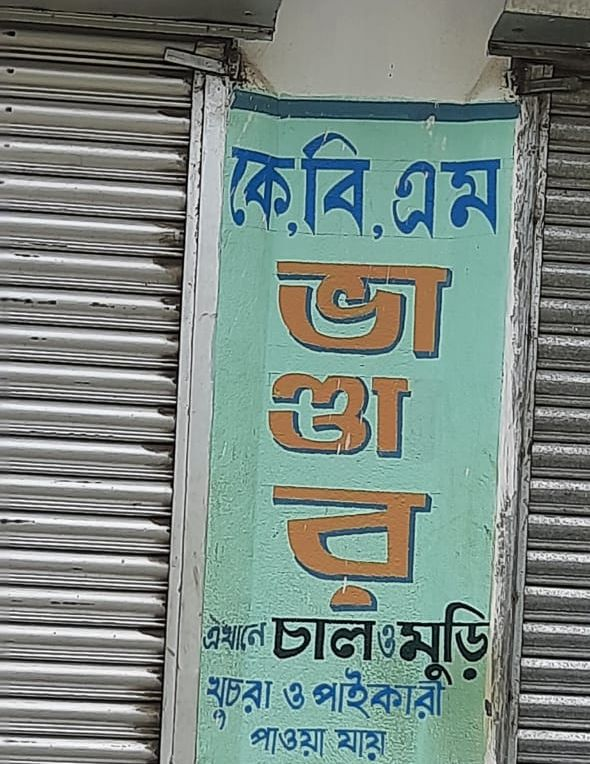 কে,বি,এম
ভা
ণ্ডা
র
এখানে চাল ও মুড়ি
খুচরা ও পাইকারী
পাওয়া যায়